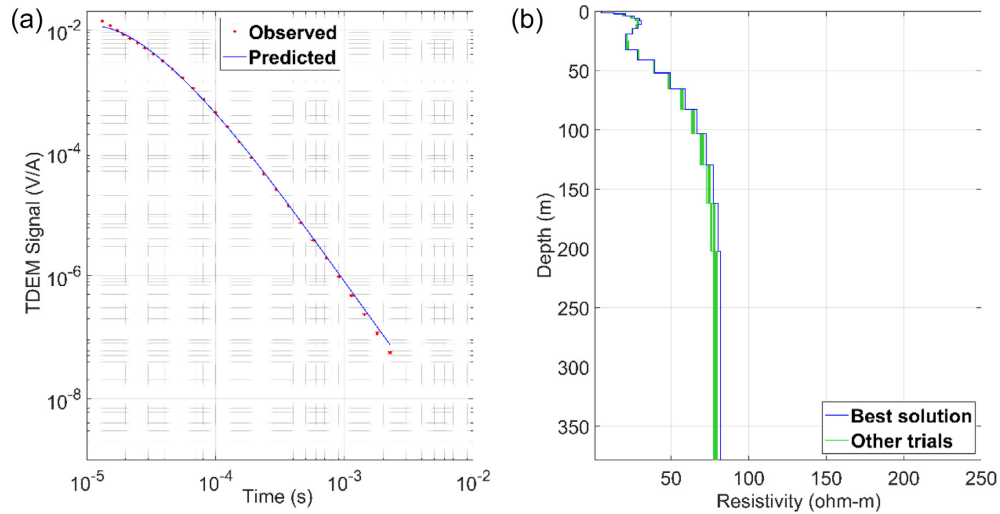 (a)
10^-2
10^-4
10^-6
10^-8
TDEM Signal (V/A)
Observed
Predicted
10^-5
10^-4
10^-3
10^-2
Time (s)
(b)
0
50
100
150
200
250
300
350
Depth (m)
Best solution
Other trials
50
100
150
200
250
Resistivity (ohm-m)